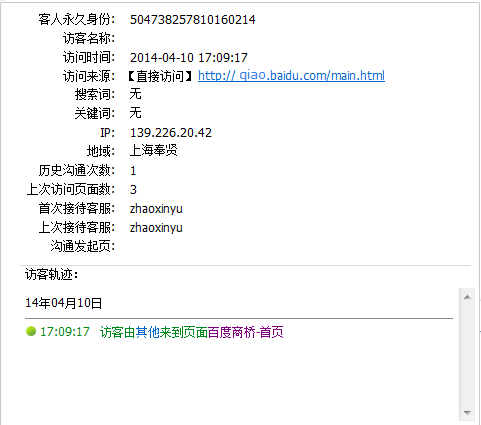 客人永久身份: 504738257810160214
访客名称:
访问时间: 2014-04-10 17:09:17
访问来源: 【直接访问】 http:// qiao.baidu.com/main.html
搜索词: 无
关键词: 无
IP: 139.226.20.42
地域: 上海奉贤
历史沟通次数: 1
上次访问页面数: 3
首次接待客服: zhaoxinyu
上次接待客服: zhaoxinyu
沟通发起页:
访客轨迹:
14年04月10日
17:09:17 访客由其他来到页面百度商桥-首页